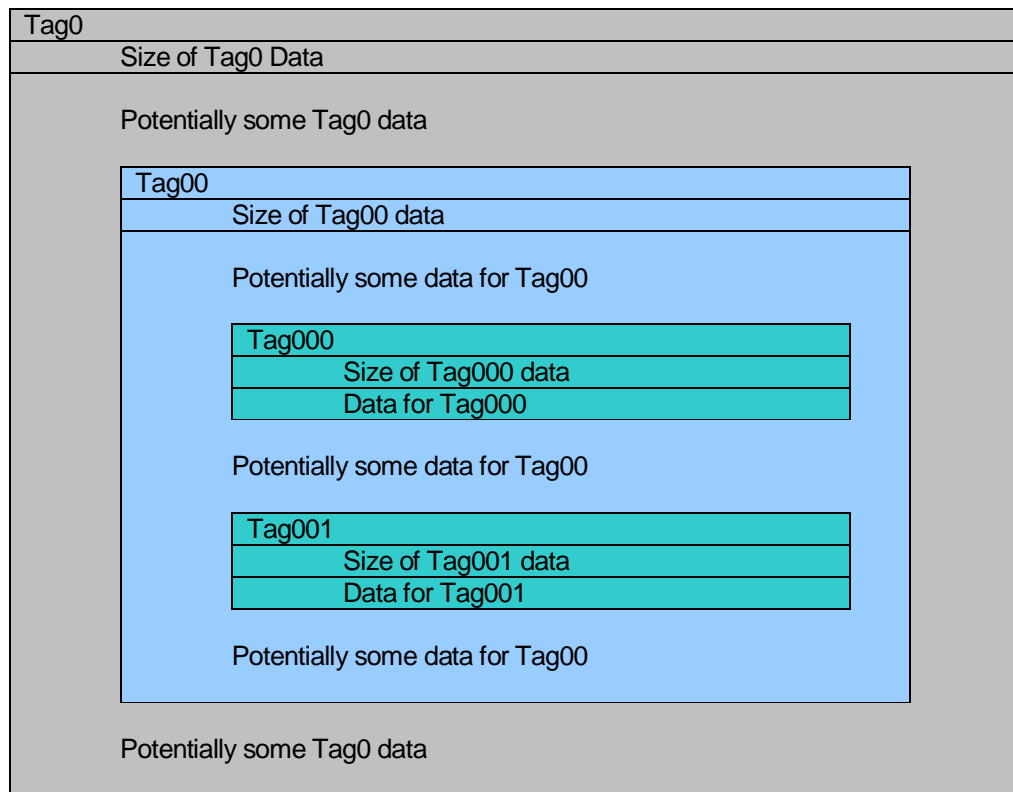 Tag0
Size of Tag0 Data
Potentially some Tag0 data
Tag00
Size of Tag00 data
Potentially some data for Tag00
Tag000
Size of Tag000 data
Data for Tag000
Potentially some data for Tag00
Tag001
Size of Tag001 data
Data for Tag001
Potentially some data for Tag00
Potentially some Tag0 data